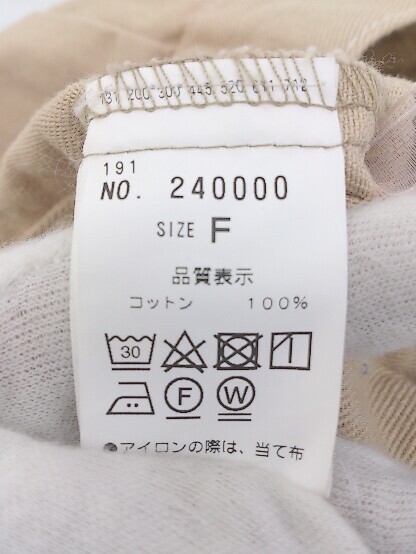 191
NO. 240000
SIZE F
品質表示
コットン 100%
30
F W
●アイロンの際は、当て布